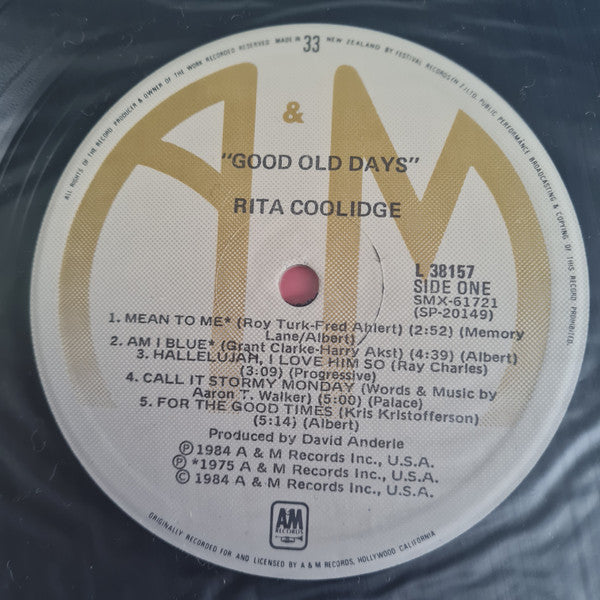 ALL RIGHTS OF THE RECORD PRODUCER & OWNER OF THE WORK RECORDED RESERVED MADE IN 33 NEW ZEALAND BY FESTIVAL RECORDS PUBLIC PERFORMANCE BROADCASTING & COPYING OF THIS RECORD PROHIBITED.
A & M
"GOOD OLD DAYS"
RITA COOLIDGE
L 38157
SIDE ONE
SMX-61721
(SP-20149)
1. MEAN TO ME* (Roy Turk-Fred Ahlert) (2:52) (Memory
Lane/Albert)
2. AM I BLUE* (Grant Clarke-Harry Akst) (4:39) (Albert)
3. HALLELUJAH, I LOVE HIM SO (Ray Charles)
3:09) (Progressive)
4. CALL IT STORMY MONDAY (Words & Music by
Aaron T. Walker) (5:00) (Palace)
5. FOR THE GOOD TIMES (Kris Kristofferson)
(5:14) (Albert)
Produced by David Anderle
Ⓟ 1984 A & M Records Inc., U.S.A.
Ⓟ *1975 A & M Records Inc., U.S.A.
© 1984 A & M Records Inc., U.S.A.
A&M
RECORDS
ORIGINALLY RECORDED FOR AND LICENSED BY A & M RECORDS, HOLLYWOOD CALIFORNIA